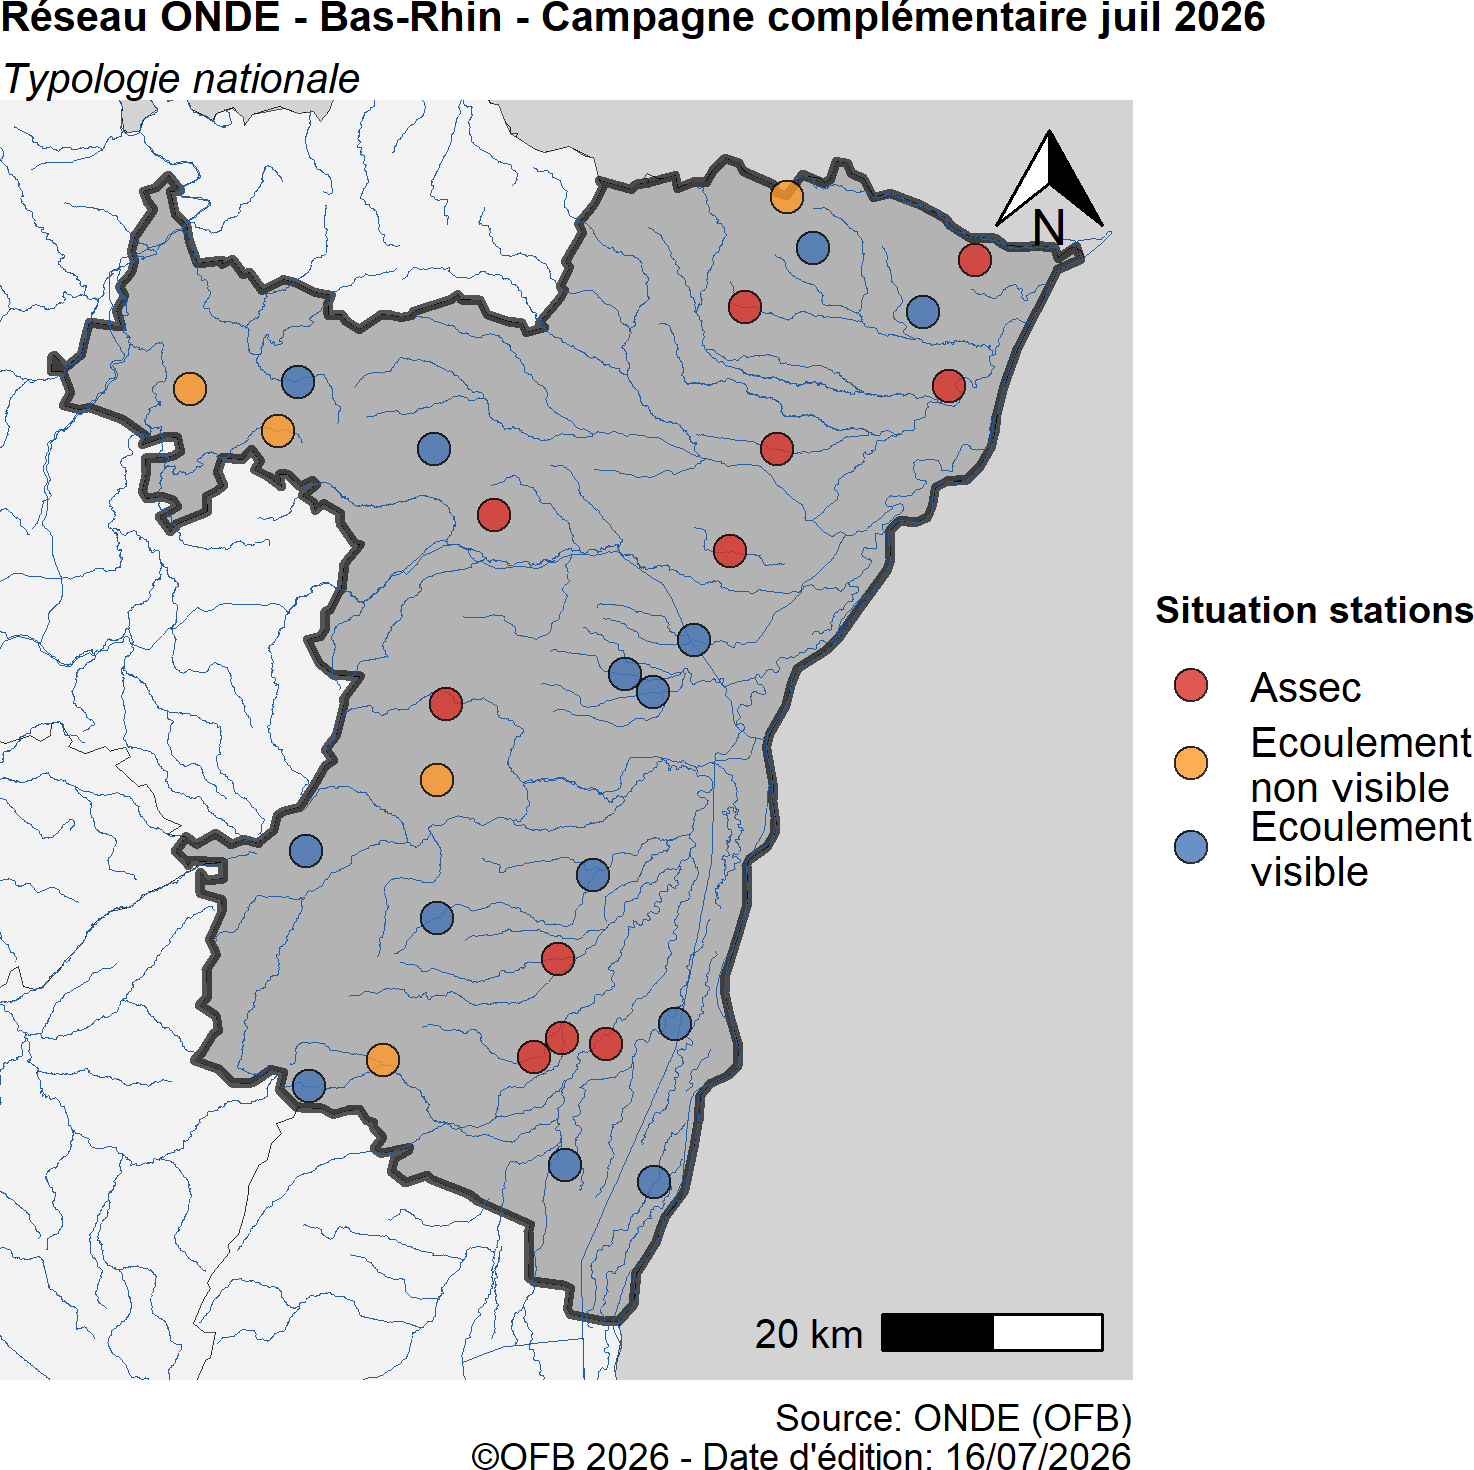 Réseau ONDE - Bas-Rhin - Campagne complémentaire juil 2026
Typologie nationale
N
Situation stations
Assec
Ecoulement
non visible
Ecoulement
visible
20 km
Source: ONDE (OFB)
©OFB 2026 - Date d'édition: 16/07/2026